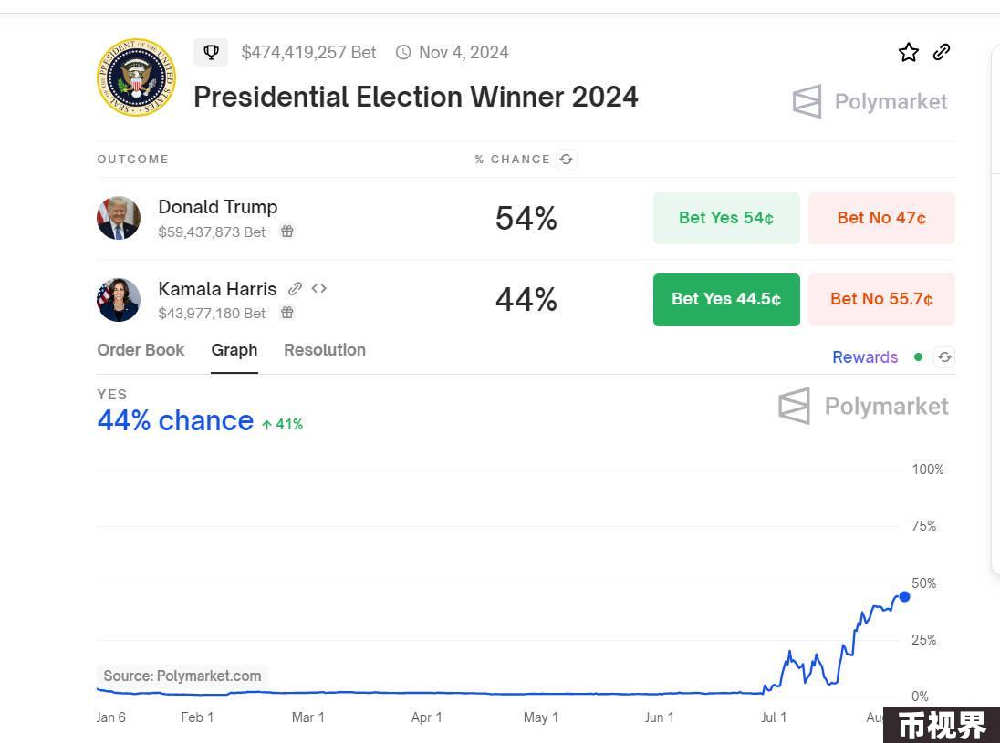 $474,419,257 Bet Nov 4, 2024
Presidential Election Winner 2024
Polymarket
OUTCOME % CHANCE
Donald Trump
$59,437,873 Bet
54%
Bet Yes 54¢ Bet No 47¢
Kamala Harris
$43,977,180 Bet
44%
Bet Yes 44.5¢ Bet No 55.7¢
Order Book Graph Resolution
Rewards
YES
44% chance ↑ 41%
Polymarket
100%
75%
50%
25%
0%
Source: Polymarket.com
Jan 6 Feb 1 Mar 1 Apr 1 May 1 Jun 1 Jul 1
币视界